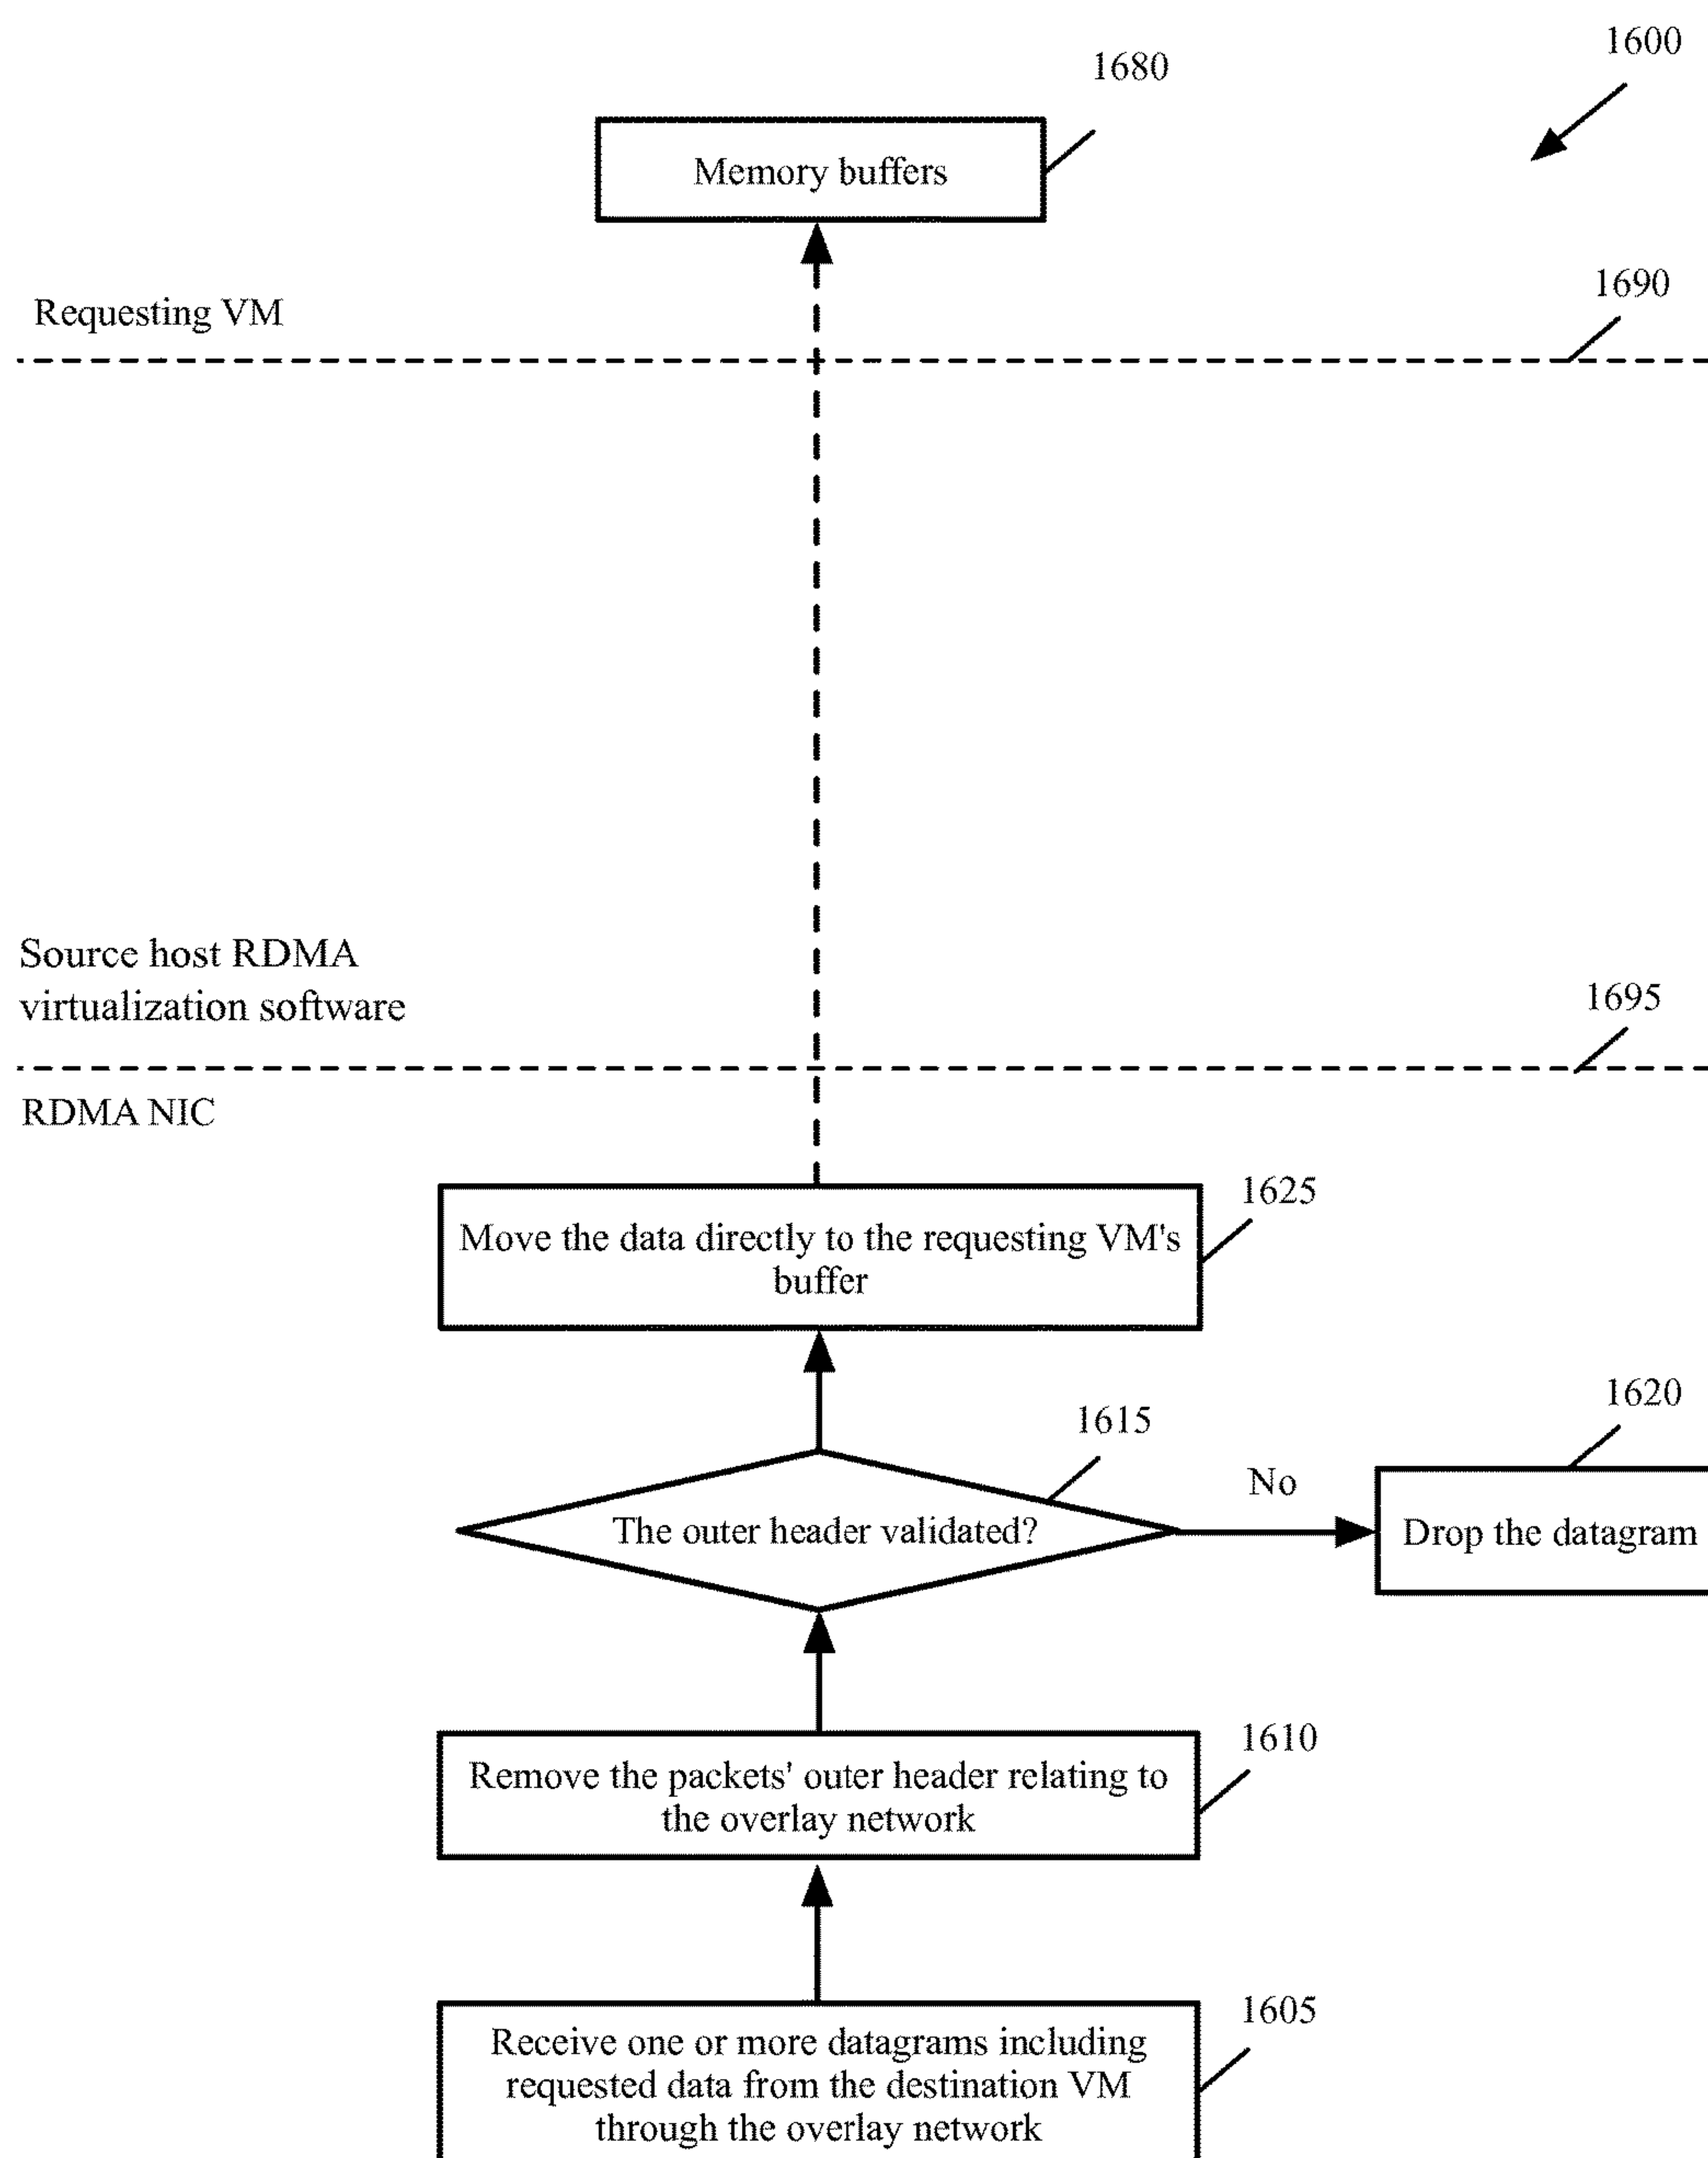 1600
1680
Memory buffers
1690
Requesting VM
Source host RDMA
virtualization software
1695
RDMA NIC
1625
Move the data directly to the requesting VM's
buffer
1620
1615
No
The outer header validated?
Drop the datagram
1610
Remove the packets' outer header relating to
the overlay network
1605
Receive one or more datagrams including
requested data from the destination VM
through the overlay network